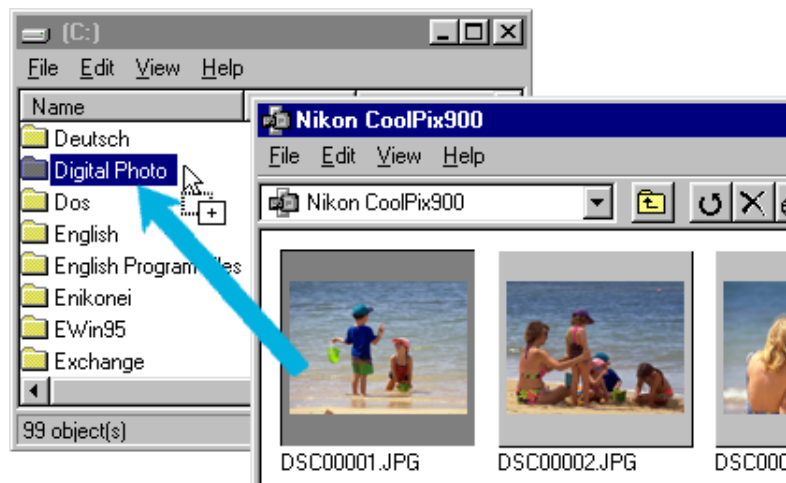 (C:)
File Edit View Help
Name
Deutsch
Digital Photo
Dos
English
English Program
Enikonei
EWin95
Exchange
99 object(s)
Nikon CoolPix900
File Edit View Help
Nikon CoolPix900
DSC00001.JPG DSC00002.JPG